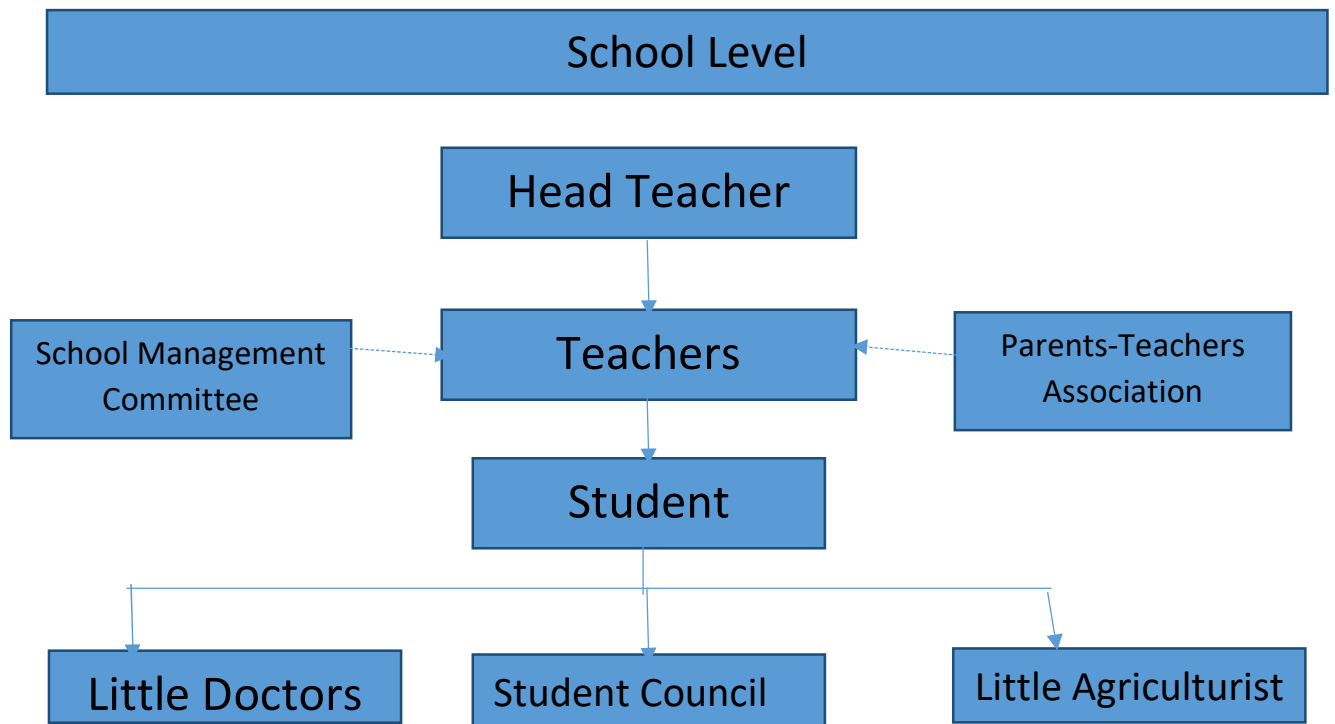 School Level
Head Teacher
School Management
Committee
Teachers
Parents-Teachers
Association
Student
Little Doctors
Student Council
Little Agriculturist